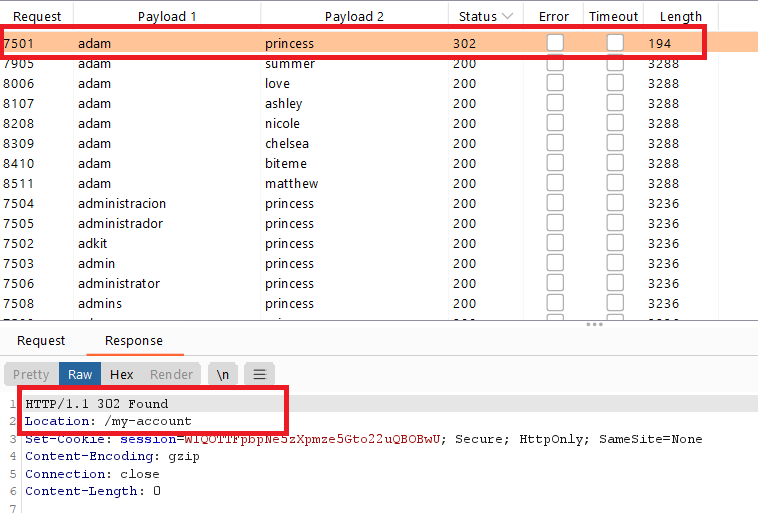 Request Payload 1 Payload 2 Status Error Timeout Length
7501 adam princess 302 194
7905 adam summer 200 3288
8006 adam love 200 3288
8107 adam ashley 200 3288
8208 adam nicole 200 3288
8309 adam chelsea 200 3288
8410 adam biteme 200 3288
8511 adam matthew 200 3288
7504 administracion princess 200 3236
7505 administrador princess 200 3236
7502 adkit princess 200 3236
7503 admin princess 200 3236
7506 administrator princess 200 3236
7508 admins princess 200 3236
Request Response
Pretty Raw Hex Render \n
1 HTTP/1.1 302 Found
2 Location: /my-account
3 Set-Cookie: ; Secure; HttpOnly; SameSite=None
4 Content-Encoding: gzip
5 Connection: close
6 Content-Length: 0
7